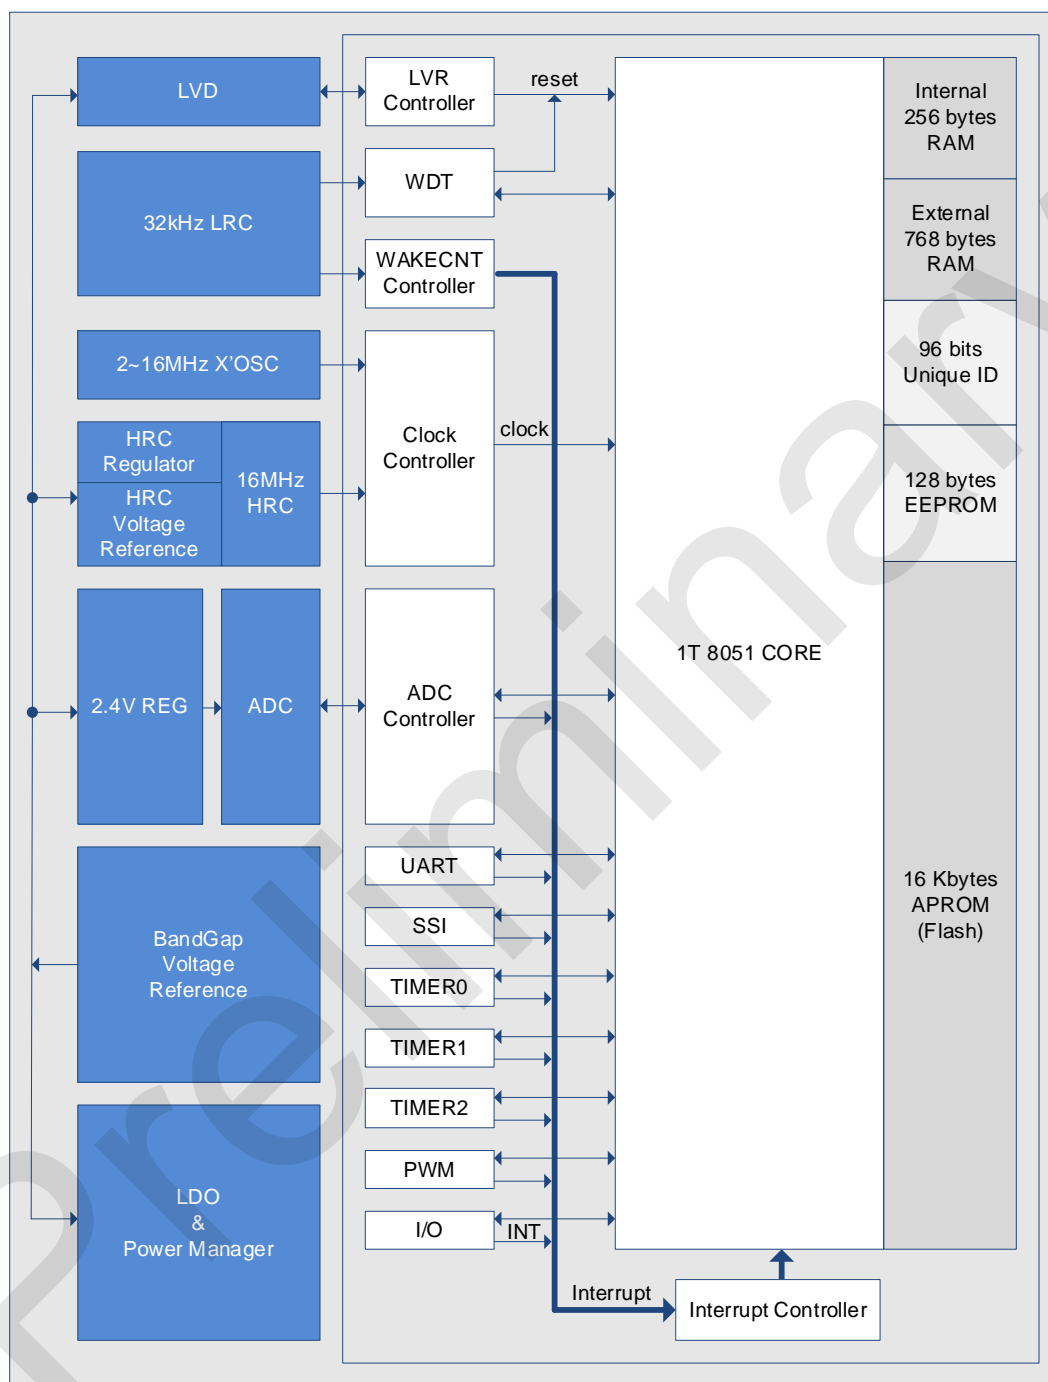 LVD
LVR
Controller
reset
Internal
256 bytes
RAM
32kHz LRC
WDT
External
768 bytes
RAM
WAKECNT
Controller
2~16MHz X'OSC
96 bits
Unique ID
HRC
Regulator
HRC
Voltage
Reference
16MHz
HRC
Clock
Controller
clock
128 bytes
EEPROM
2.4V REG
ADC
ADC
Controller
1T 8051 CORE
UART
SSI
16 Kbytes
APROM
(Flash)
BandGap
Voltage
Reference
TIMER0
TIMER1
TIMER2
PWM
LDO
&
Power Manager
I/O
INT
Interrupt
Interrupt Controller
Preliminary